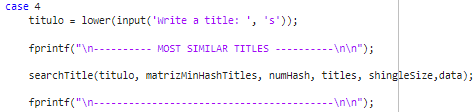 case 4
titulo = lower(input('Write a title: ', 's'));
fprintf("\n---------- MOST SIMILAR TITLES ----------\n\n");
searchTitle(titulo, matrizMinHashTitles, numHash, titles, shingleSize,data);
fprintf("\n-----------------------------------------\n\n");